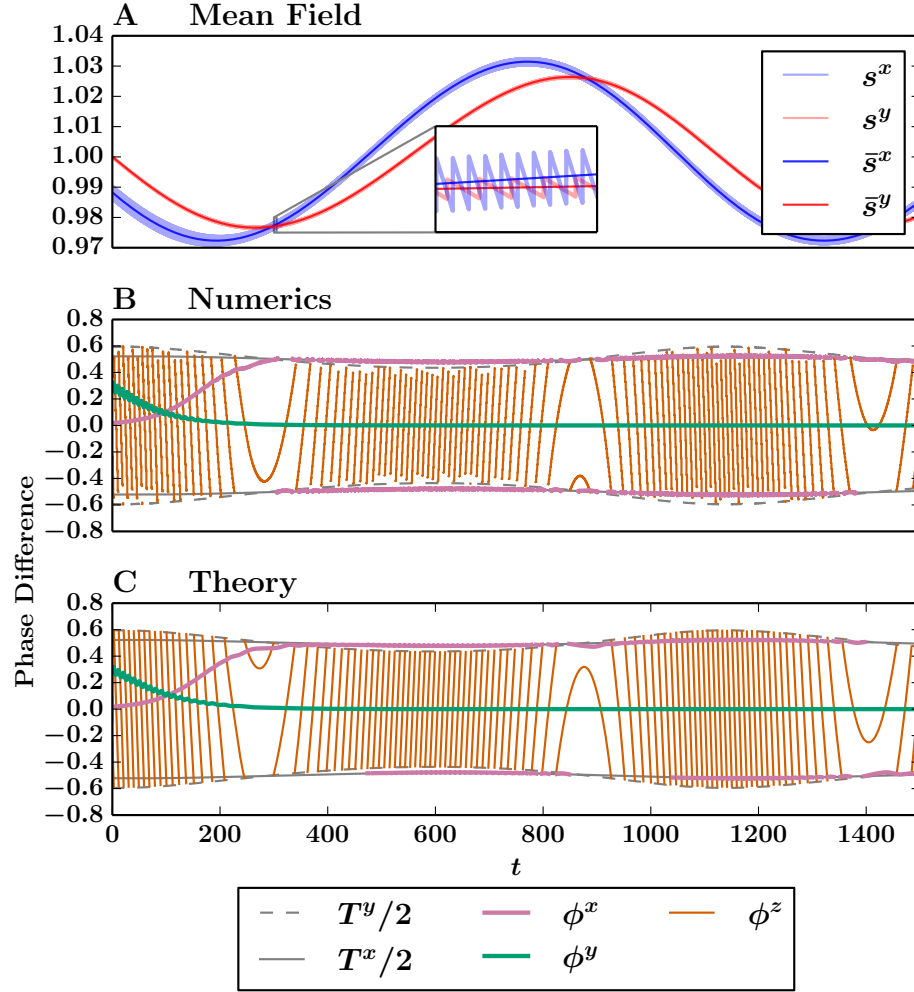 A Mean Field
1.04
1.03
1.02
1.01
1.00
0.99
0.98
0.97
s^x
s^y
s̄^x
s̄^y
B Numerics
0.8
0.6
0.4
0.2
0.0
−0.2
−0.4
−0.6
−0.8
Phase Difference
C Theory
0.8
0.6
0.4
0.2
0.0
−0.2
−0.4
−0.6
−0.8
0 200 400 600 800 1000 1200 1400
t
T^y/2 ϕ^x ϕ^z
T^x/2 ϕ^y